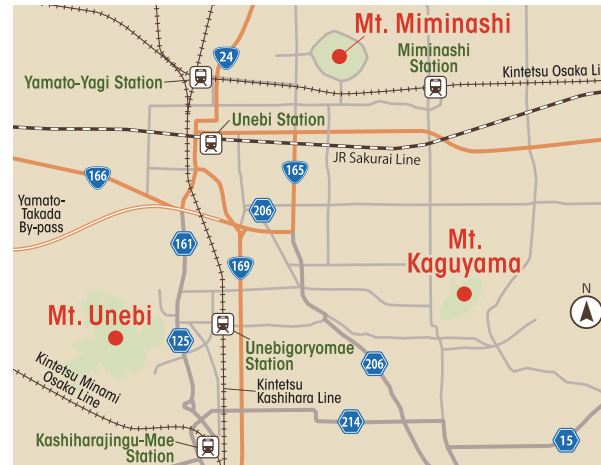 Mt. Miminashi
24
Miminashi
Station
Yamato-Yagi Station
Kintetsu Osaka Li
Unebi Station
JR Sakurai Line
166
165
Yamato-
Takada
By-pass
206
161
Mt.
Kaguyama
169
N
Mt. Unebi
125
Unebigoryomae
Station
206
Kintetsu Minami
Osaka Line
Kintetsu
Kashihara Line
214
15
Kashiharajingu-Mae
Station